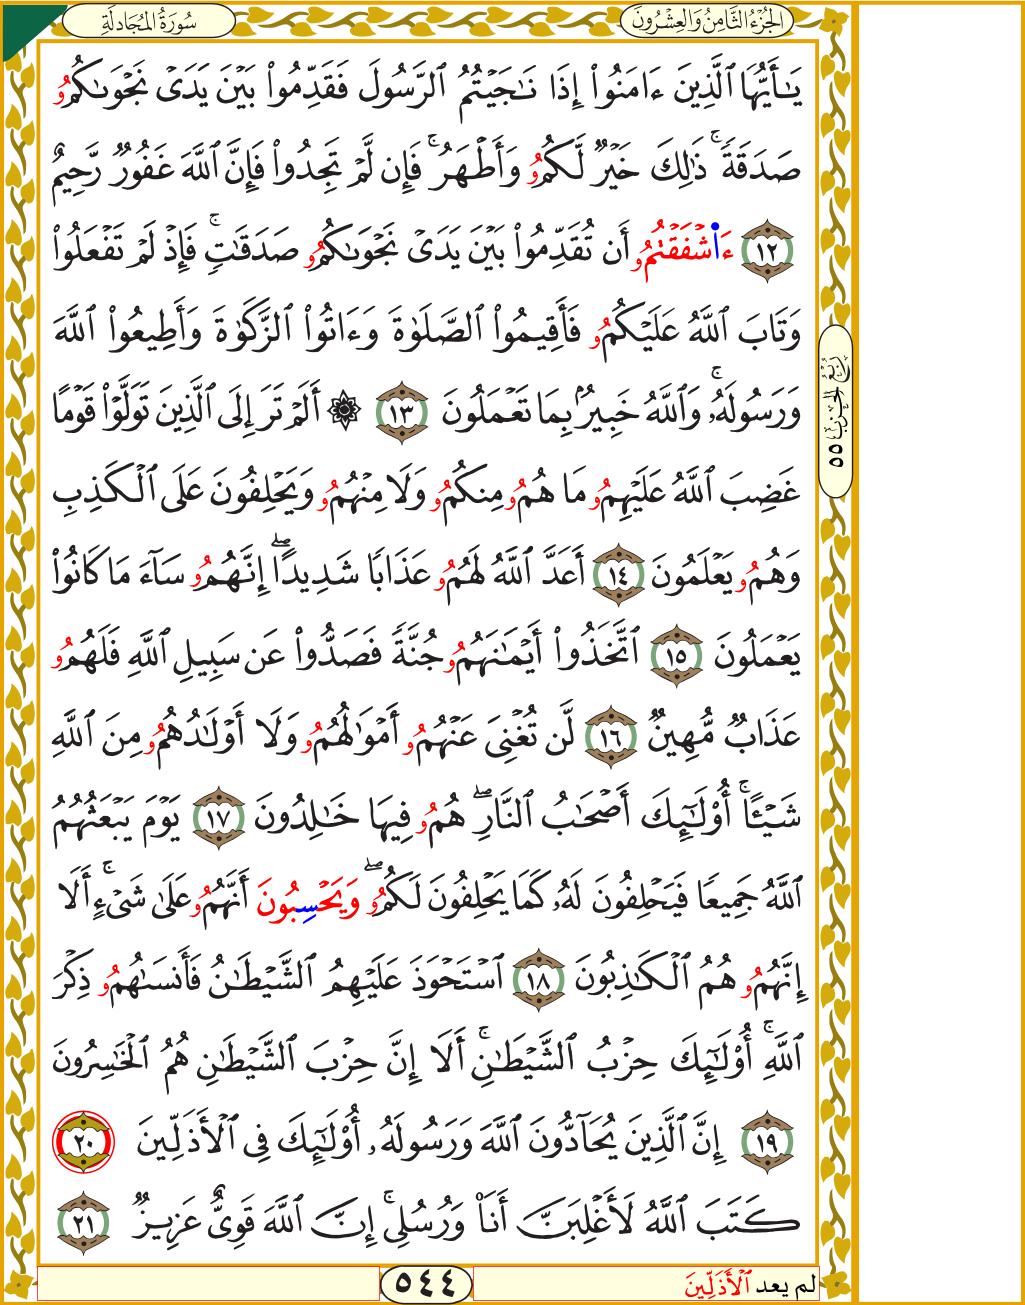 الجُزْءُ الثَّامِنُ وَالعِشْرُونَ
سُورَةُ المُجَادلَةِ
يَـٰٓأَيُّهَا ٱلَّذِينَ ءَامَنُوٓا۟ إِذَا نَـٰجَيْتُمُ ٱلرَّسُولَ فَقَدِّمُوا۟ بَيْنَ يَدَىْ نَجْوَىٰكُمُۥ
صَدَقَةً ۚ ذَٰلِكَ خَيْرٌ لَّكُمُۥ وَأَطْهَرُ ۚ فَإِن لَّمْ تَجِدُوا۟ فَإِنَّ ٱللَّهَ غَفُورٌ رَّحِيمٌ
١٢ ءَا۬شْفَقْتُمُۥ أَن تُقَدِّمُوا۟ بَيْنَ يَدَىْ نَجْوَىٰكُمُۥ صَدَقَـٰتٍ ۚ فَإِذْ لَمْ تَفْعَلُوا۟
وَتَابَ ٱللَّهُ عَلَيْكُمُۥ فَأَقِيمُوا۟ ٱلصَّلَوٰةَ وَءَاتُوا۟ ٱلزَّكَوٰةَ وَأَطِيعُوا۟ ٱللَّهَ
وَرَسُولَهُۥ ۚ وَٱللَّهُ خَبِيرٌۢ بِمَا تَعْمَلُونَ ١٣ ۞ أَلَمْ تَرَ إِلَى ٱلَّذِينَ تَوَلَّوْا۟ قَوْمًا
غَضِبَ ٱللَّهُ عَلَيْهِمُۥ مَا هُمُۥ مِنكُمُۥ وَلَا مِنْهُمُۥ وَيَحْلِفُونَ عَلَى ٱلْكَذِبِ
وَهُمُۥ يَعْلَمُونَ ١٤ أَعَدَّ ٱللَّهُ لَهُمُۥ عَذَابًا شَدِيدًا ۖ إِنَّهُمُۥ سَآءَ مَا كَانُوا۟
يَعْمَلُونَ ١٥ ٱتَّخَذُوٓا۟ أَيْمَـٰنَهُمُۥ جُنَّةً فَصَدُّوا۟ عَن سَبِيلِ ٱللَّهِ فَلَهُمُۥ
عَذَابٌ مُّهِينٌ ١٦ لَّن تُغْنِىَ عَنْهُمُۥ أَمْوَٰلُهُمُۥ وَلَآ أَوْلَـٰدُهُمُۥ مِنَ ٱللَّهِ
شَيْـًٔا ۚ أُو۟لَـٰٓئِكَ أَصْحَـٰبُ ٱلنَّارِ ۖ هُمُۥ فِيهَا خَـٰلِدُونَ ١٧ يَوْمَ يَبْعَثُهُمُ
ٱللَّهُ جَمِيعًا فَيَحْلِفُونَ لَهُۥ كَمَا يَحْلِفُونَ لَكُمُۥ ۖ وَيَحْسِبُونَ أَنَّهُمُۥ عَلَىٰ شَىْءٍ ۚ أَلَآ
إِنَّهُمُۥ هُمُ ٱلْكَـٰذِبُونَ ١٨ ٱسْتَحْوَذَ عَلَيْهِمُ ٱلشَّيْطَـٰنُ فَأَنسَىٰهُمُۥ ذِكْرَ
ٱللَّهِ ۚ أُو۟لَـٰٓئِكَ حِزْبُ ٱلشَّيْطَـٰنِ ۚ أَلَآ إِنَّ حِزْبَ ٱلشَّيْطَـٰنِ هُمُ ٱلْخَـٰسِرُونَ
١٩ إِنَّ ٱلَّذِينَ يُحَآدُّونَ ٱللَّهَ وَرَسُولَهُۥٓ أُو۟لَـٰٓئِكَ فِى ٱلْأَذَلِّينَ ٢٠
كَتَبَ ٱللَّهُ لَأَغْلِبَنَّ أَنَا۠ وَرُسُلِىٓ ۚ إِنَّ ٱللَّهَ قَوِىٌّ عَزِيزٌ ٢١
رُبْعُ الحِزْبِ ٥٥
لم يعد ٱلْأَذَلِّينَ
٥٤٤